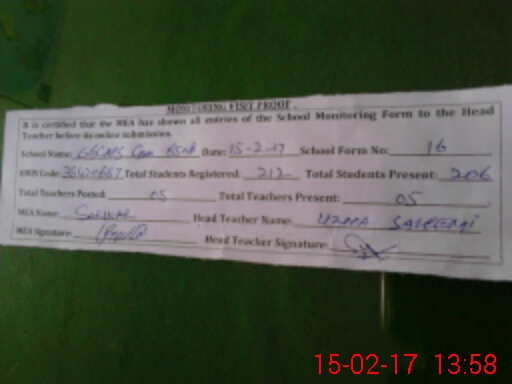 MONITORING VISIT PROOF.
It is certified that the MEA has shown all entries of the School Monitoring Form to the Head
Teacher before its online submission.
School Name: Date: 15-2-17 School Form No: 16
EMIS Code: Total Students Registered: 212 Total Students Present: 206
Total Teachers Posted: 05 Total Teachers Present: 05
MEA Name: Sarwar Head Teacher Name: Uzma
MEA Signature: Head Teacher Signature:
15-02-17 13:58